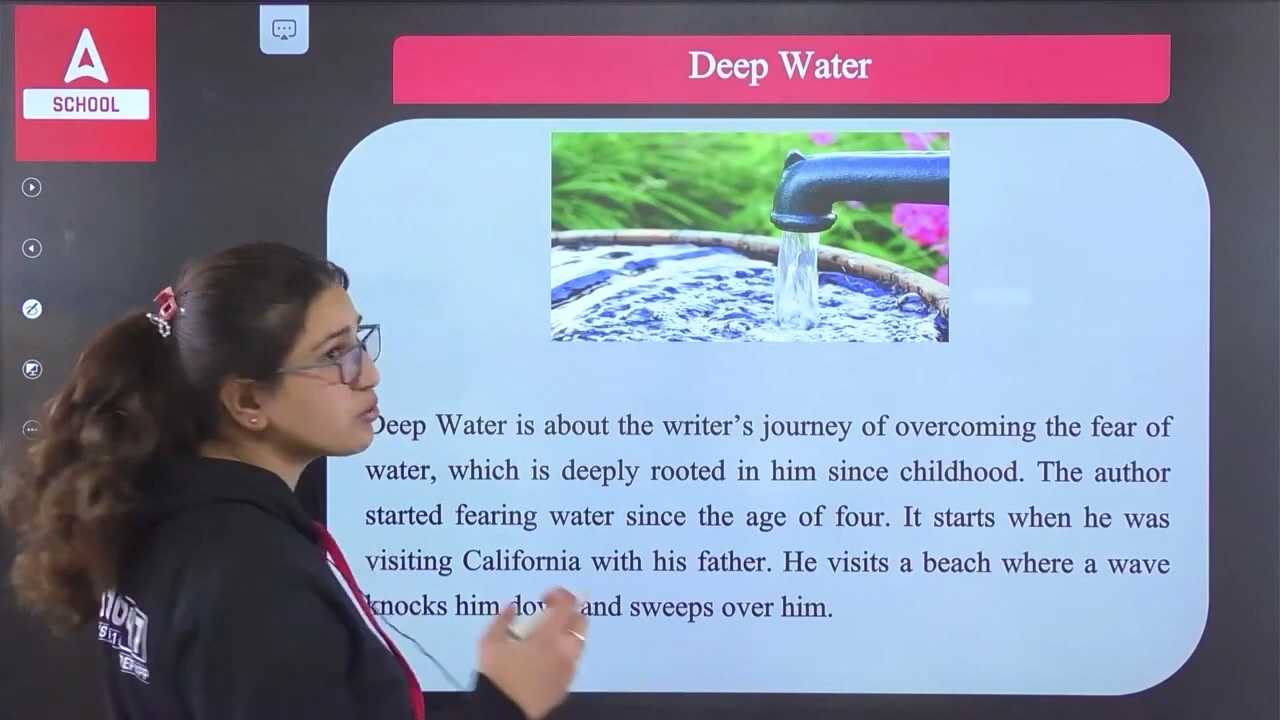 SCHOOL
Deep Water
Deep Water is about the writer's journey of overcoming the fear of
water, which is deeply rooted in him since childhood. The author
started fearing water since the age of four. It starts when he was
visiting California with his father. He visits a beach where a wave
knocks him down and sweeps over him.